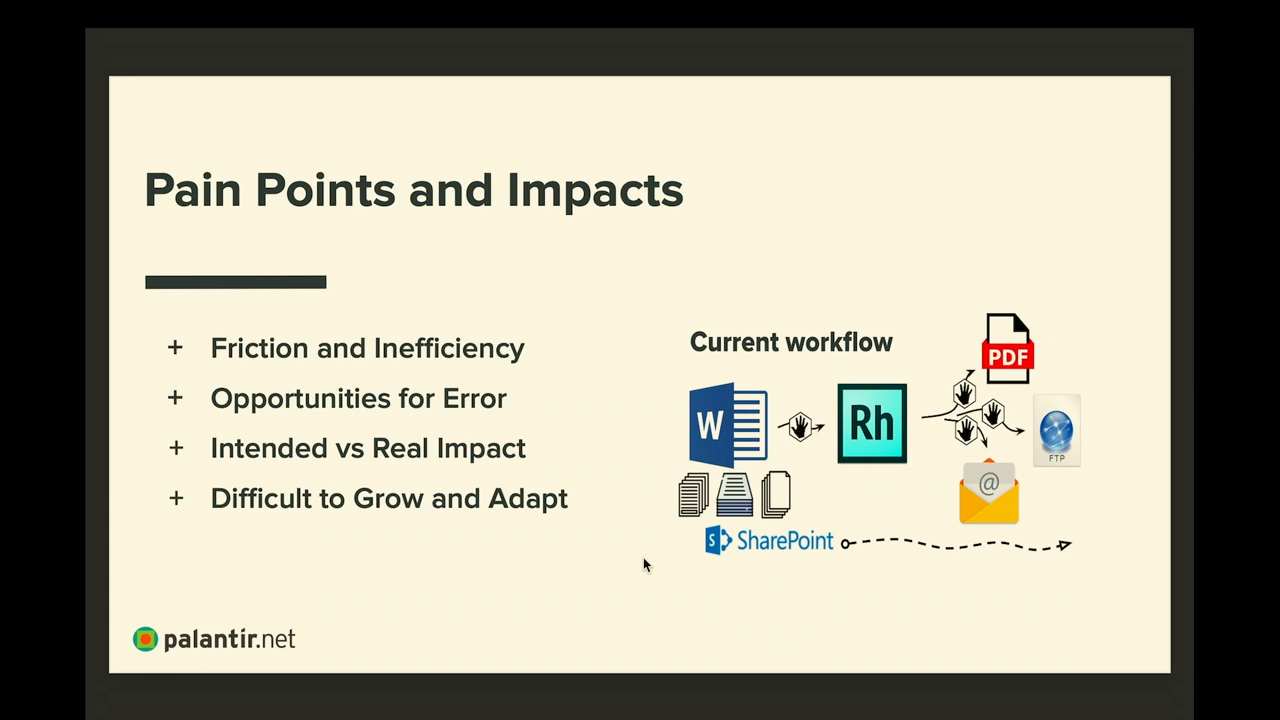 Pain Points and Impacts
+ Friction and Inefficiency
+ Opportunities for Error
+ Intended vs Real Impact
+ Difficult to Grow and Adapt
Current workflow
PDF
W
Rh
FTP
@
S SharePoint
palantir.net